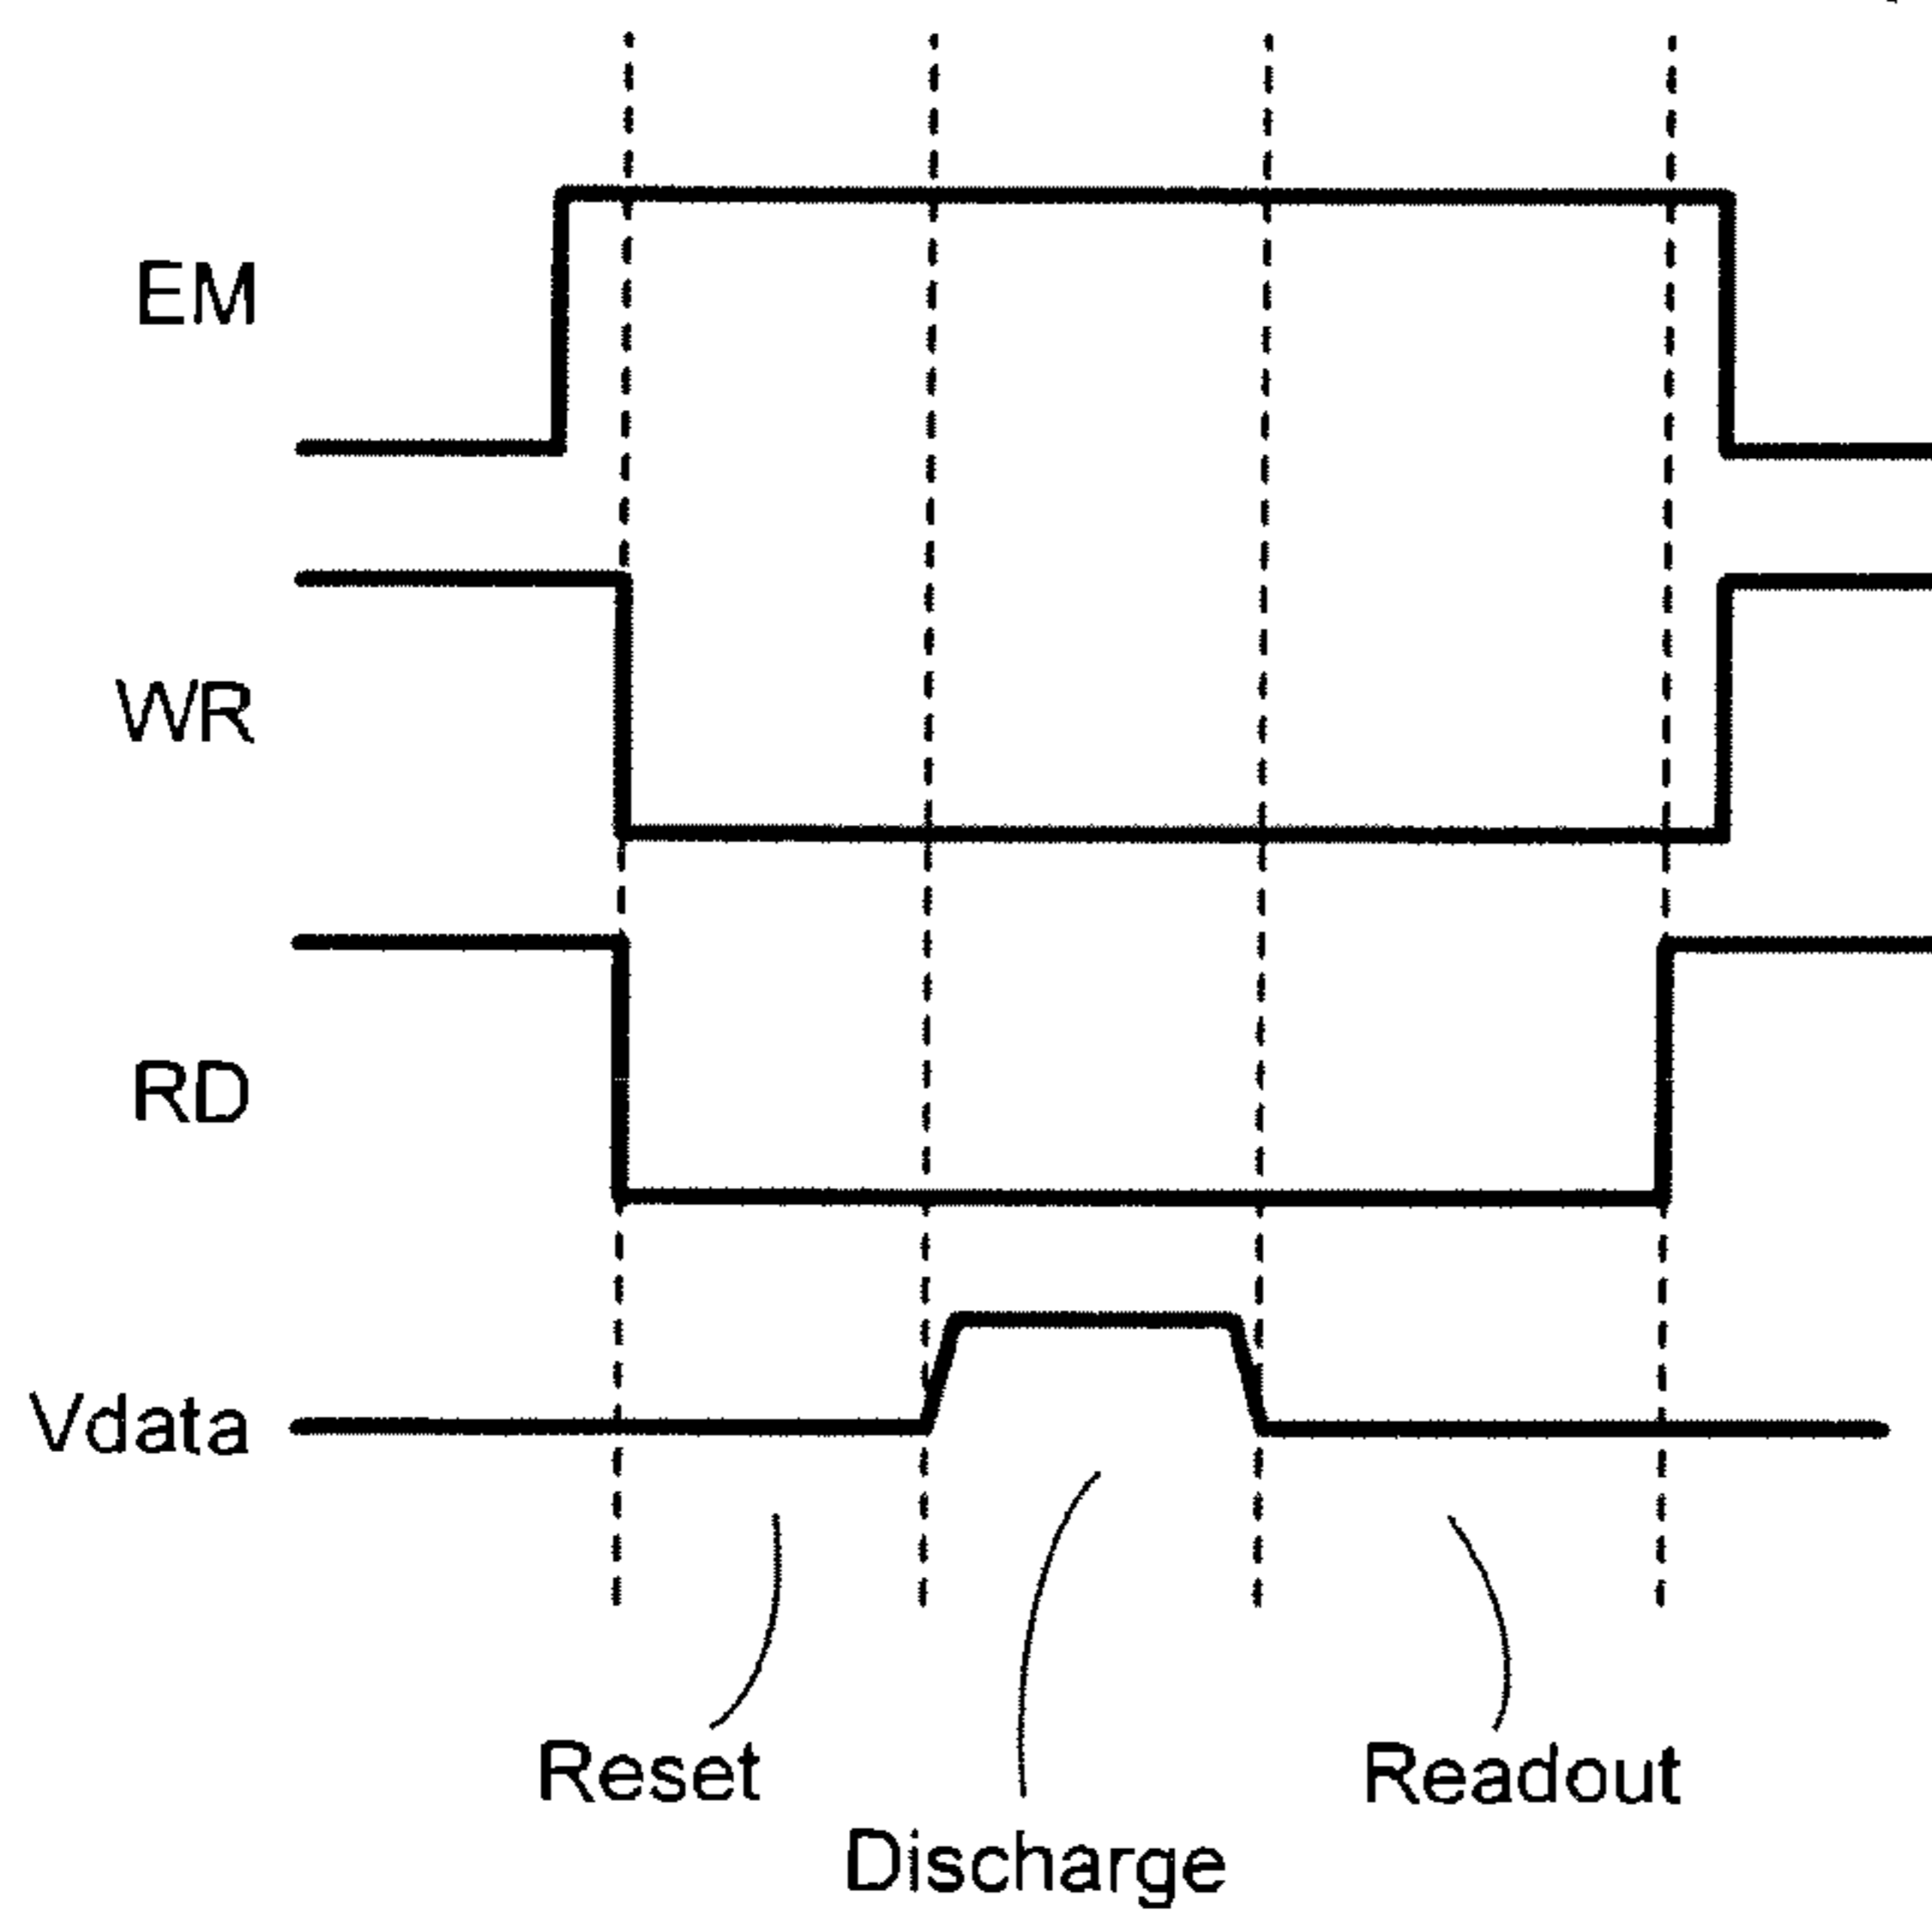 EM
WR
RD
Vdata
Reset
Discharge
Readout